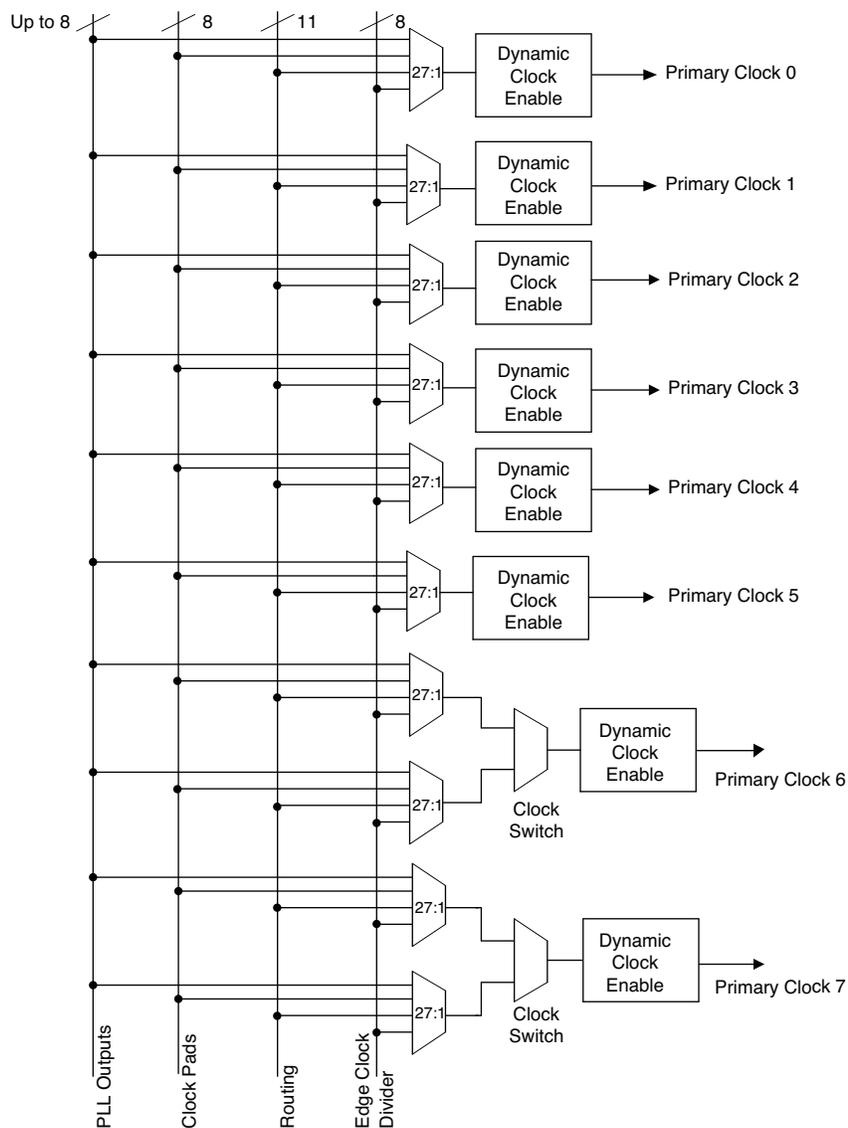 Up to 8
8
11
8
27:1
Dynamic
Clock
Enable
Primary Clock 0
27:1
Dynamic
Clock
Enable
Primary Clock 1
27:1
Dynamic
Clock
Enable
Primary Clock 2
27:1
Dynamic
Clock
Enable
Primary Clock 3
27:1
Dynamic
Clock
Enable
Primary Clock 4
27:1
Dynamic
Clock
Enable
Primary Clock 5
27:1
27:1
Clock
Switch
Dynamic
Clock
Enable
Primary Clock 6
27:1
27:1
Clock
Switch
Dynamic
Clock
Enable
Primary Clock 7
PLL Outputs
Clock Pads
Routing
Edge Clock
Divider